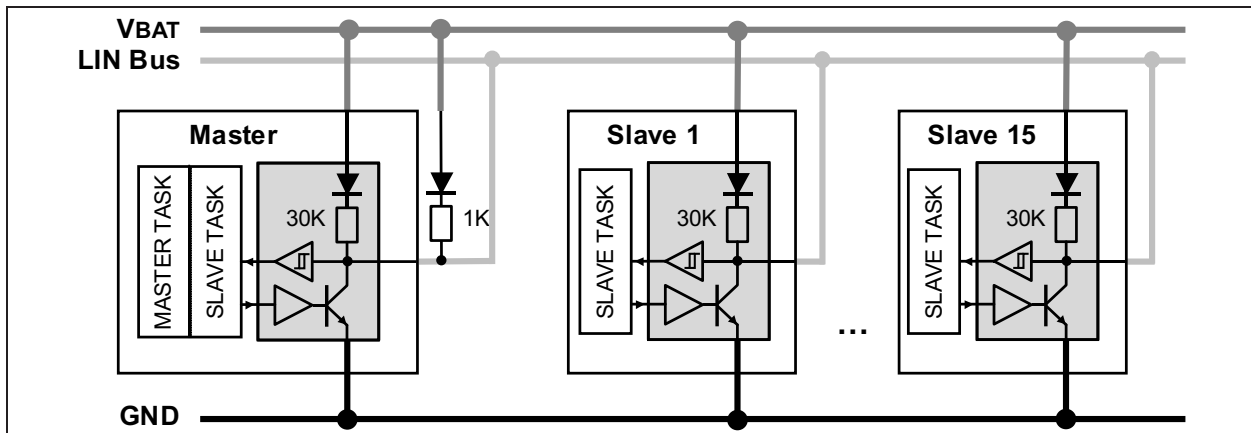 VBAT
LIN Bus
Master
Slave 1
Slave 15
MASTER TASK
SLAVE TASK
30K
1K
SLAVE TASK
30K
...
SLAVE TASK
30K
GND